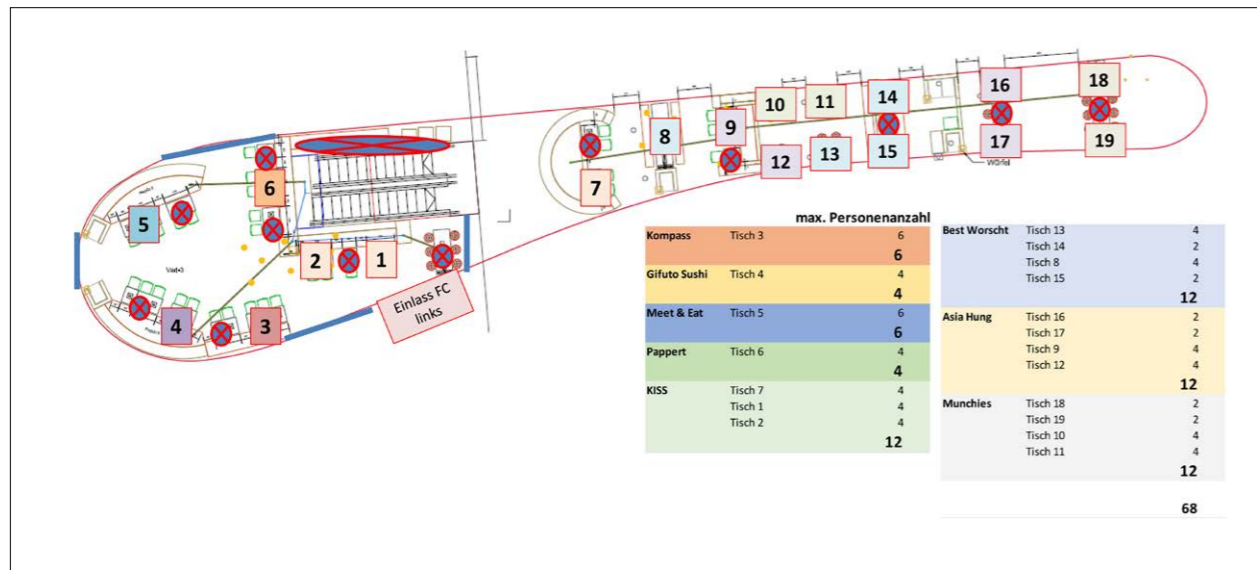 18
16
14
11
10
9
8
19
17
Würfel
15
13
12
7
6
5
2
1
4
3
Einlass FC
links
max. Personenanzahl
Kompass Tisch 3 6
6
Gifuto Sushi Tisch 4 4
4
Meet & Eat Tisch 5 6
6
Pappert Tisch 6 4
4
KISS Tisch 7 4
Tisch 1 4
Tisch 2 4
12
Best Worscht Tisch 13 4
Tisch 14 2
Tisch 8 4
Tisch 15 2
12
Asia Hung Tisch 16 2
Tisch 17 2
Tisch 9 4
Tisch 12 4
12
Munchies Tisch 18 2
Tisch 19 2
Tisch 10 4
Tisch 11 4
12
68